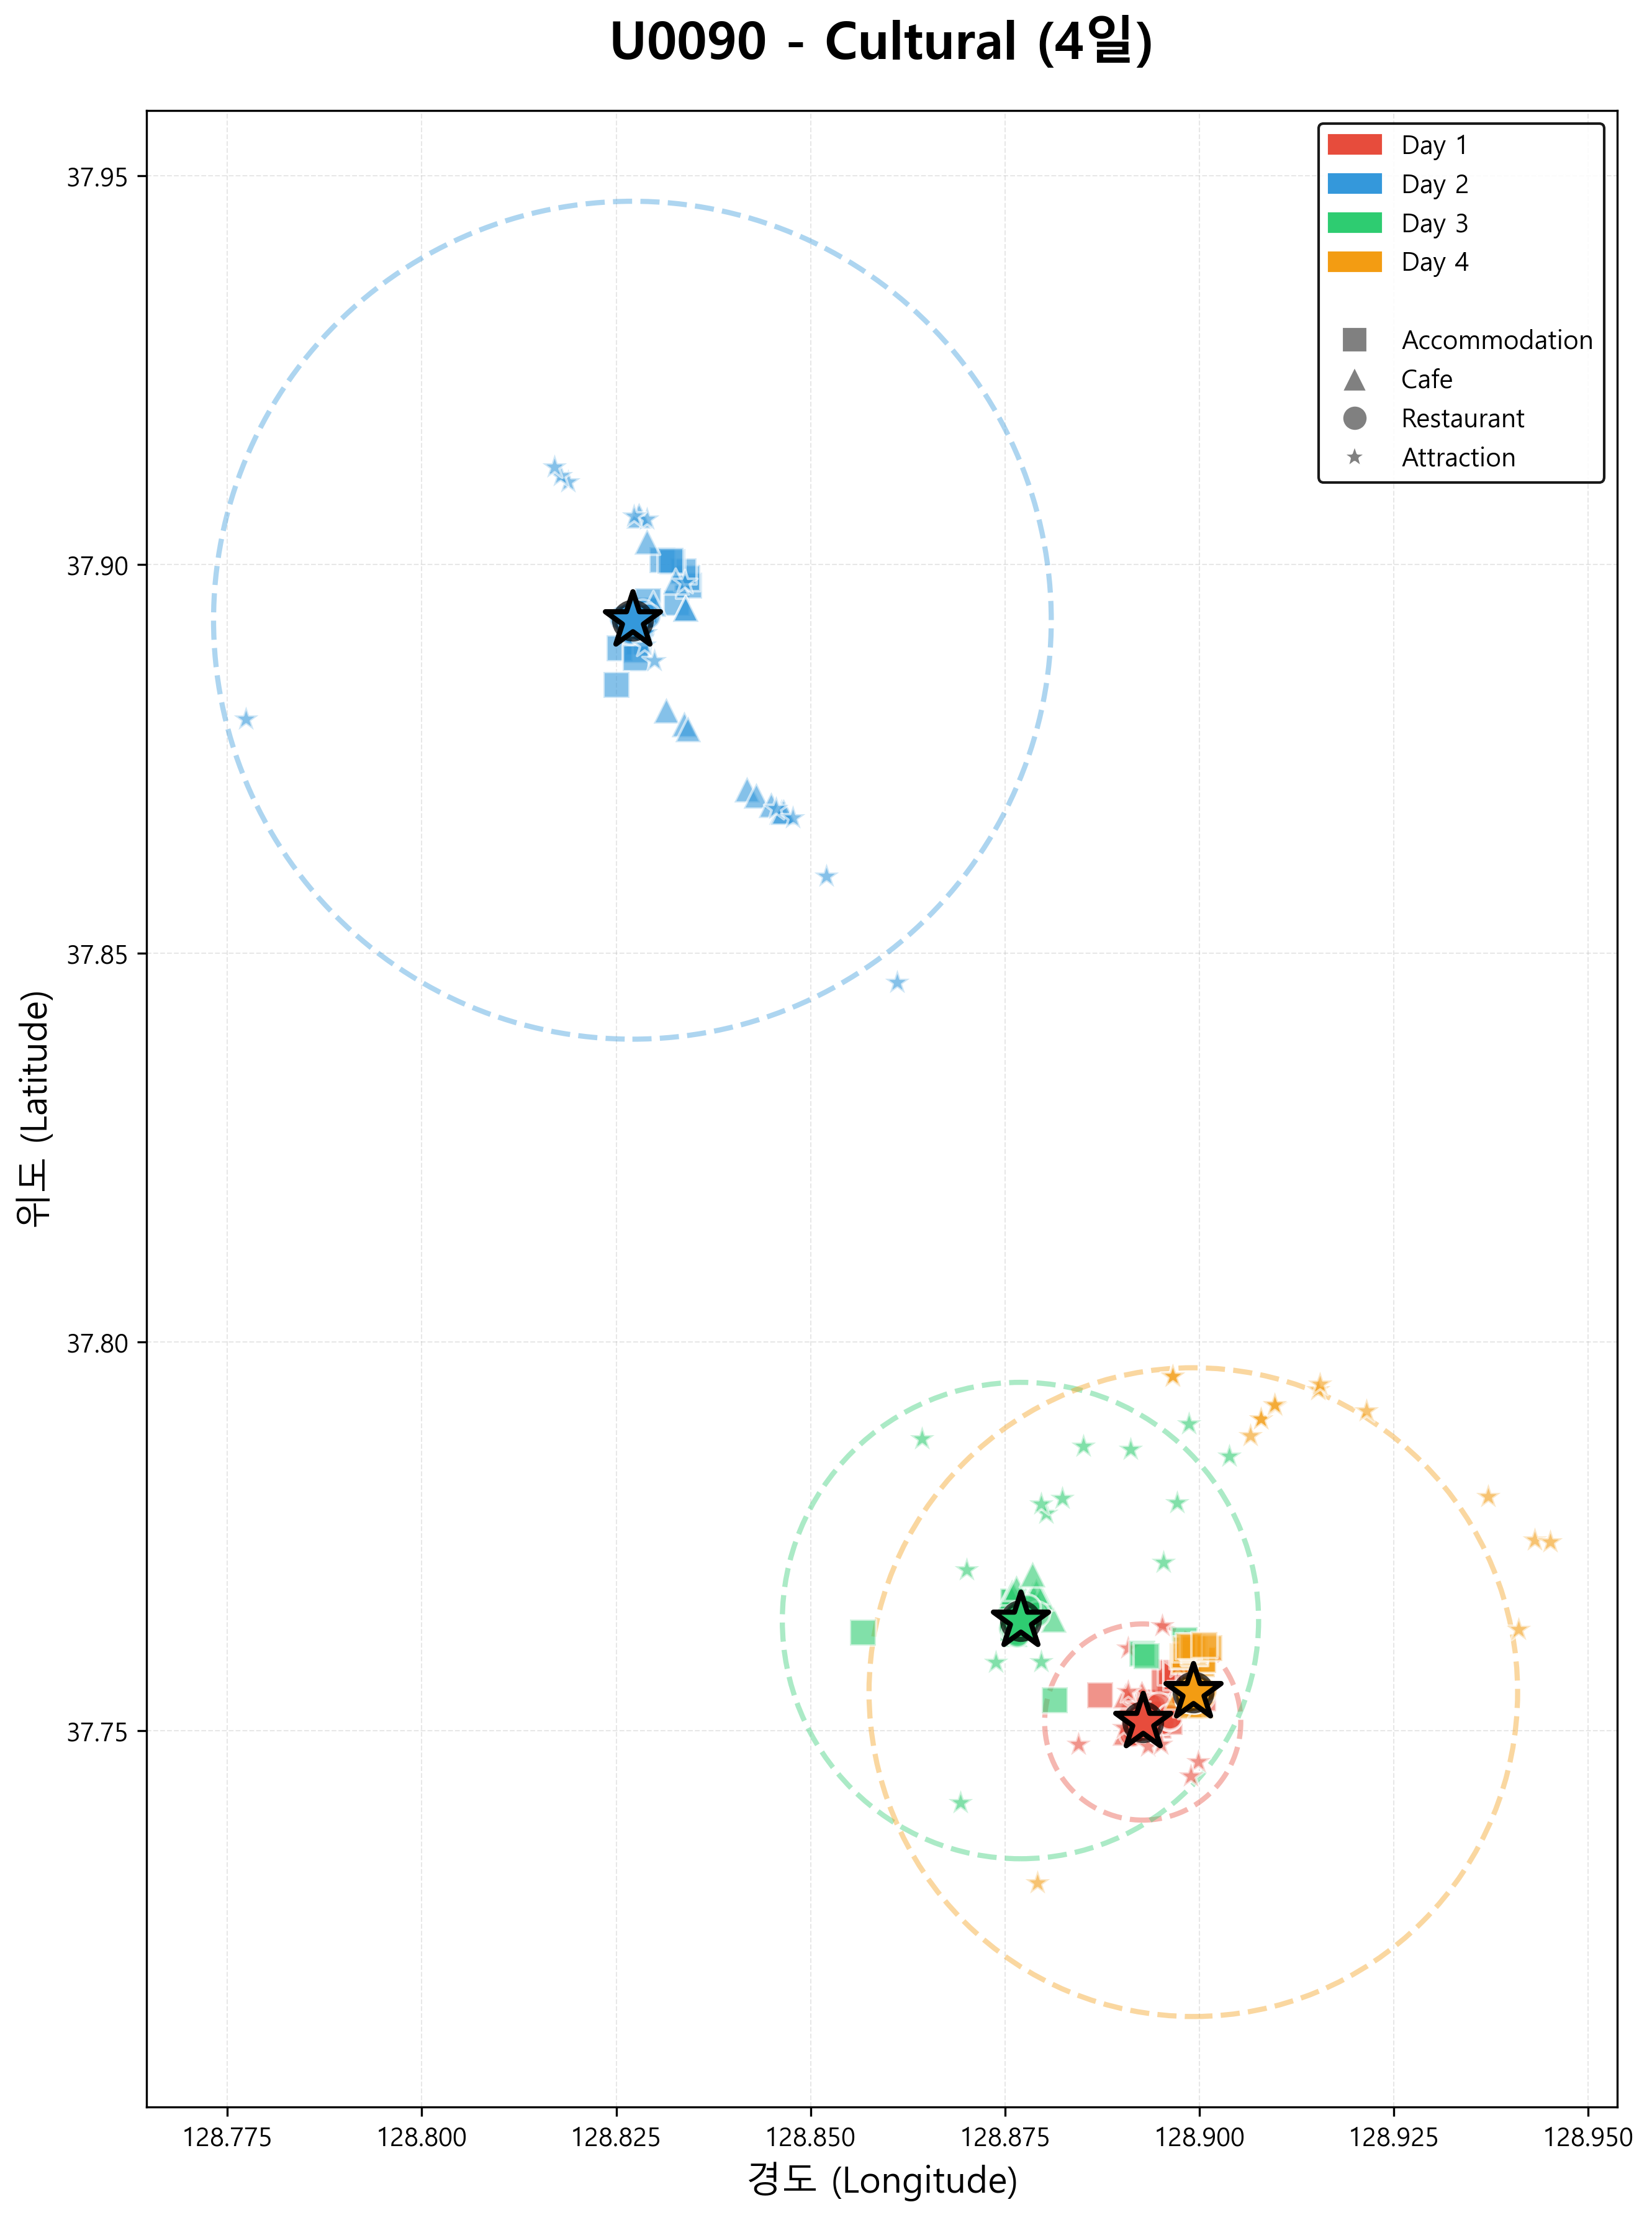 U0090 - Cultural (4일)
Day 1
Day 2
Day 3
Day 4
Accommodation
Cafe
Restaurant
Attraction
37.95
37.90
37.85
37.80
37.75
위도 (Latitude)
128.775 128.800 128.825 128.850 128.875 128.900 128.925 128.950
경도 (Longitude)